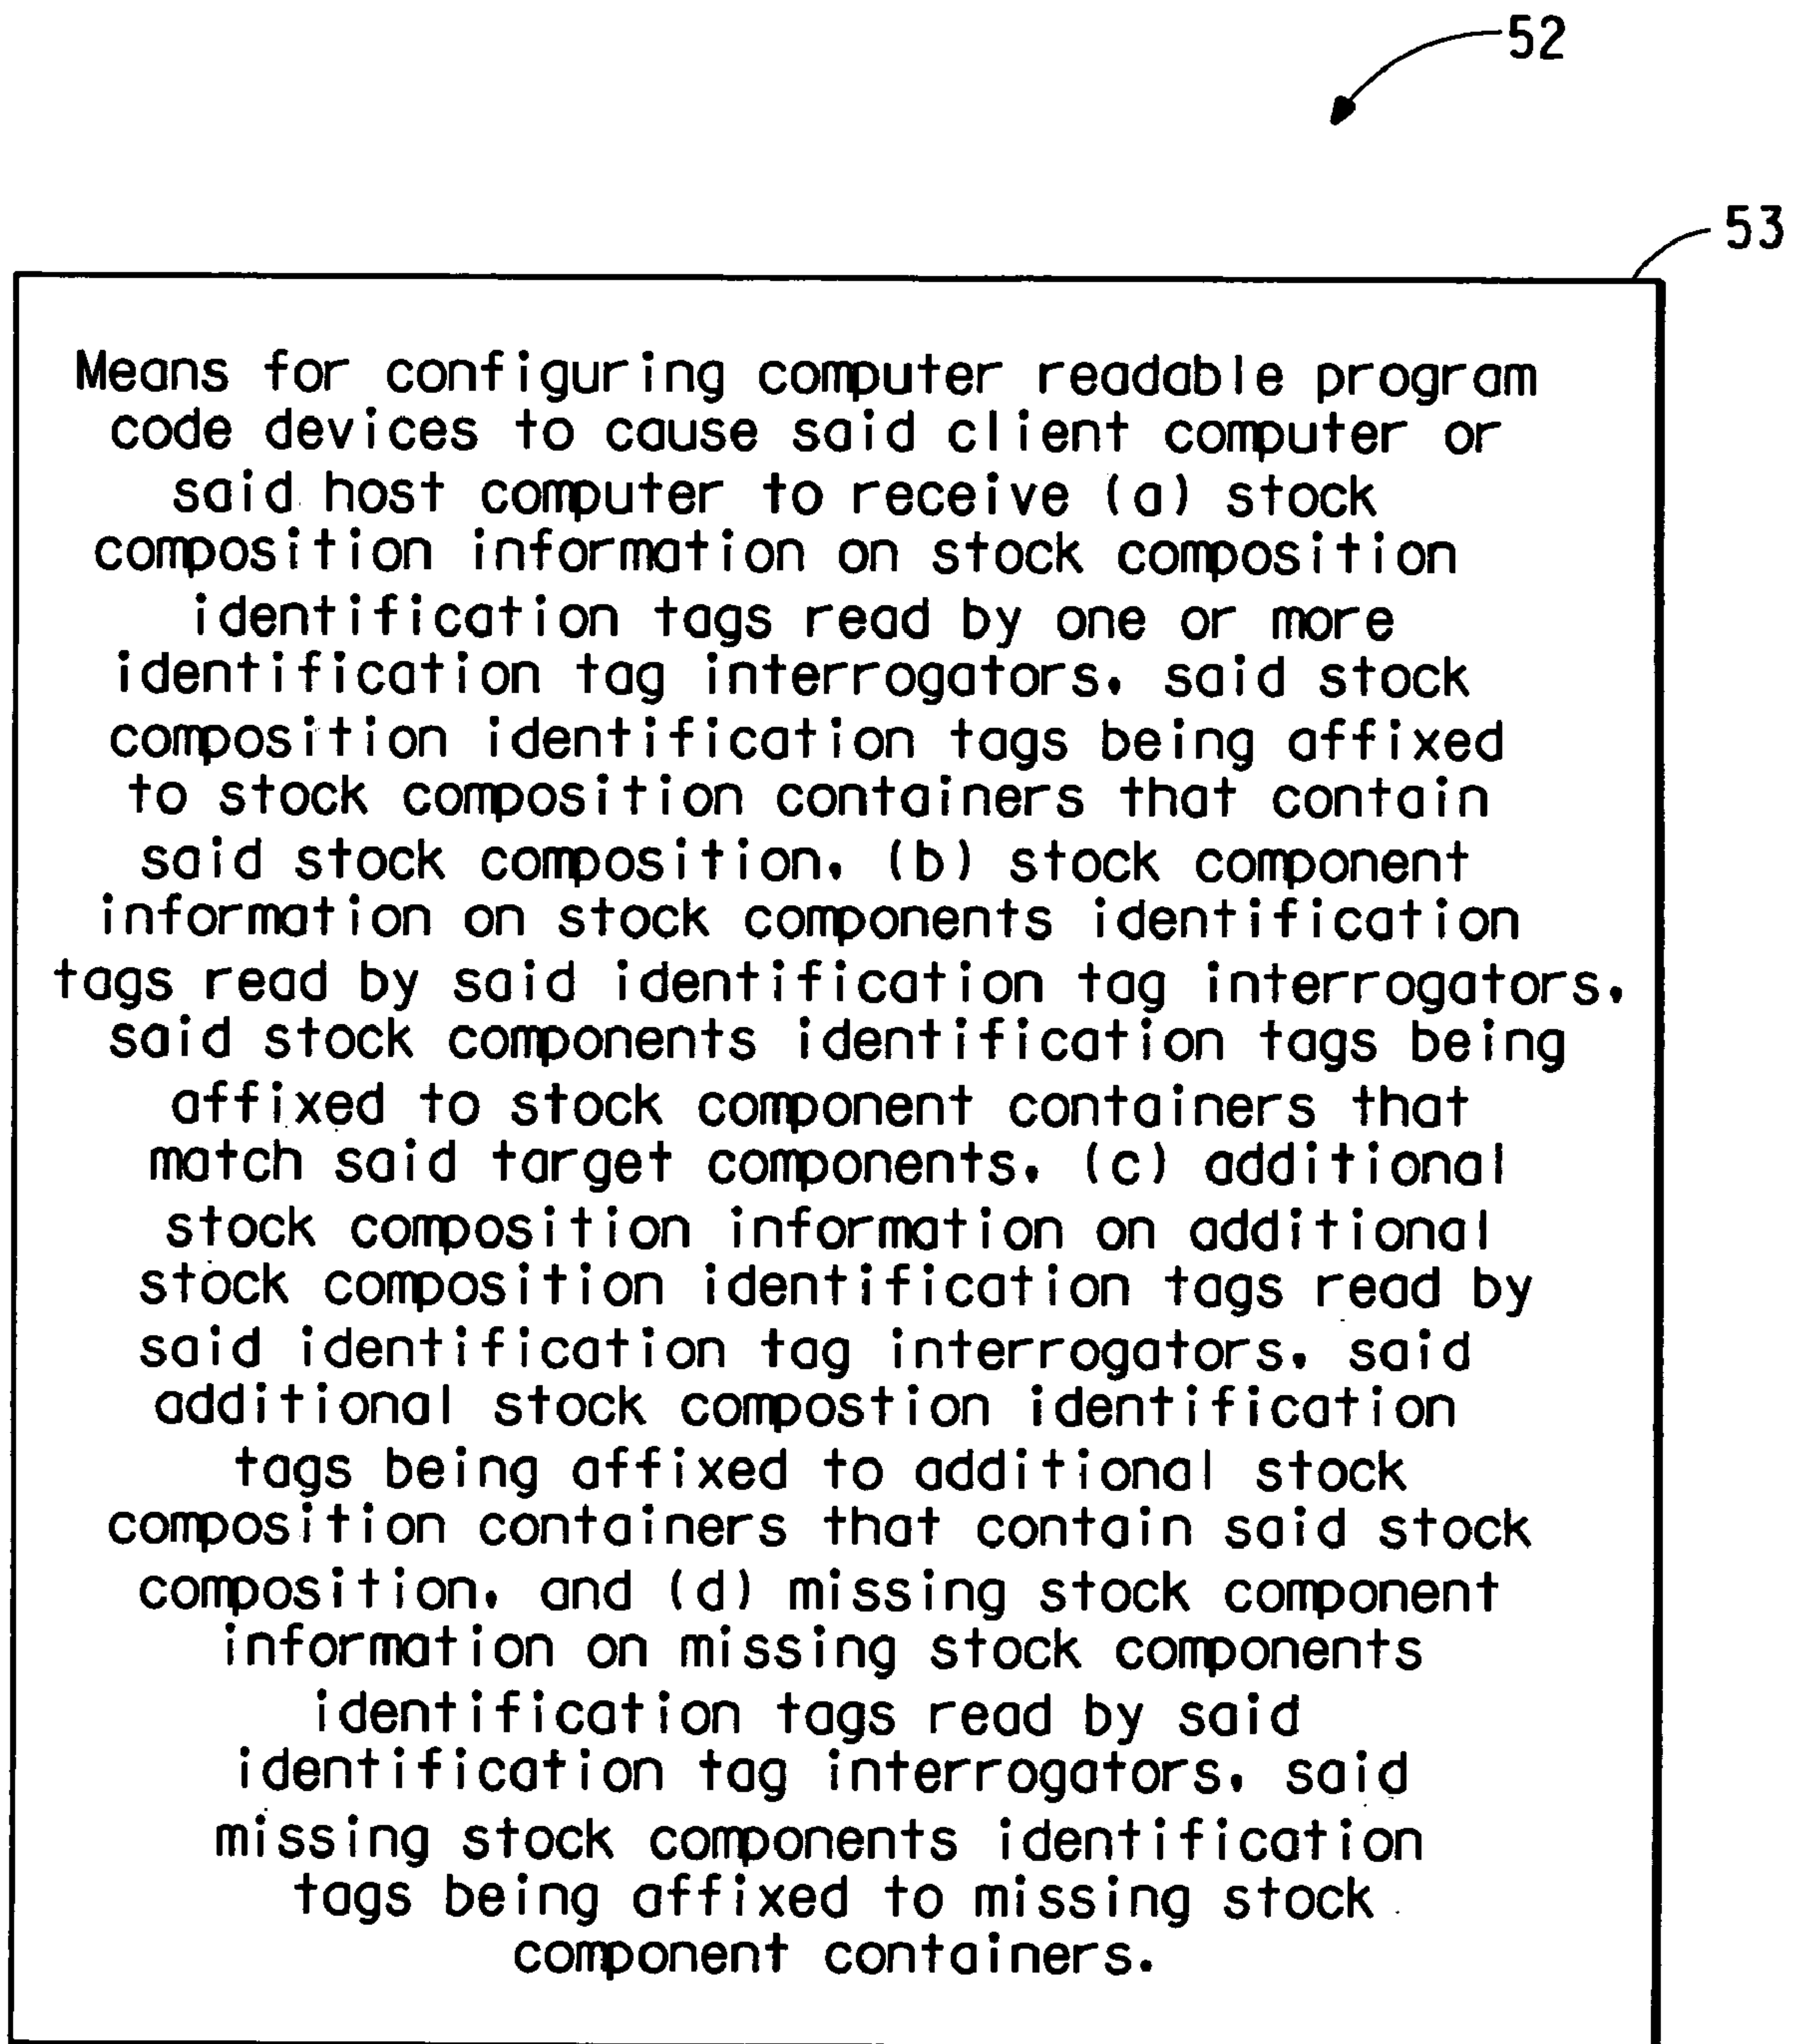 52
53
Means for configuring computer readable program
code devices to cause said client computer or
said host computer to receive (a) stock
composition information on stock composition
identification tags read by one or more
identification tag interrogators, said stock
composition identification tags being affixed
to stock composition containers that contain
said stock composition, (b) stock component
information on stock components identification
tags read by said identification tag interrogators,
said stock components identification tags being
affixed to stock component containers that
match said target components, (c) additional
stock composition information on additional
stock composition identification tags read by
said identification tag interrogators, said
additional stock compostion identification
tags being affixed to additional stock
composition containers that contain said stock
composition, and (d) missing stock component
information on missing stock components
identification tags read by said
identification tag interrogators, said
missing stock components identification
tags being affixed to missing stock
component containers.